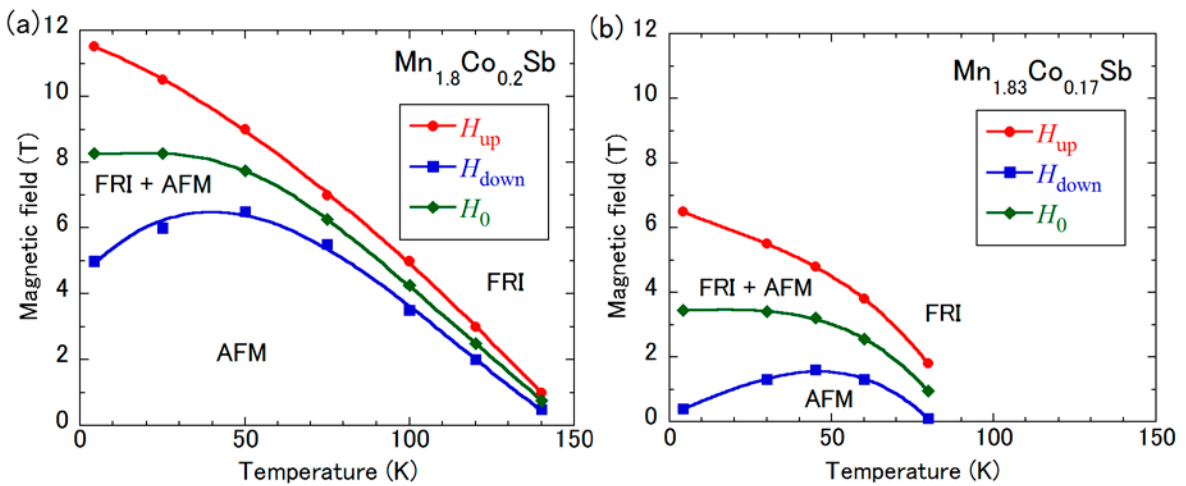 (a)
12
10
8
6
4
2
0
Magnetic field (T)
Mn1.8Co0.2Sb
Hup
Hdown
H0
FRI + AFM
FRI
AFM
0 50 100 150
Temperature (K)
(b)
12
10
8
6
4
2
0
Magnetic field (T)
Mn1.83Co0.17Sb
Hup
Hdown
H0
FRI + AFM
FRI
AFM
0 50 100 150
Temperature (K)